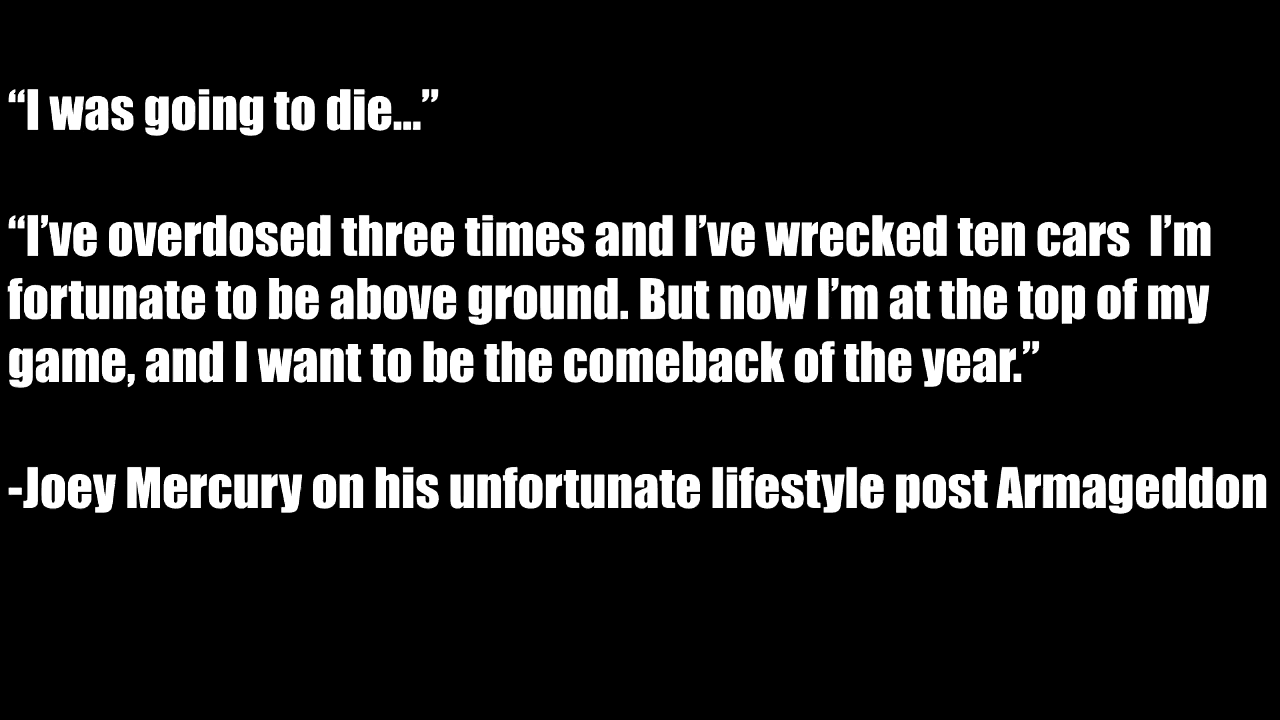 “I was going to die...”
“I’ve overdosed three times and I’ve wrecked ten cars  I’m
fortunate to be above ground. But now I’m at the top of my
game, and I want to be the comeback of the year.”
-Joey Mercury on his unfortunate lifestyle post Armageddon